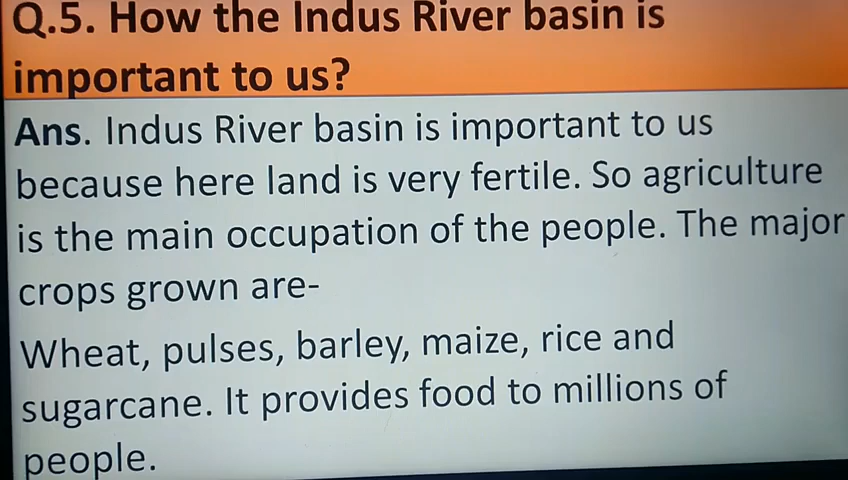 Q.5. How the Indus River basin is
important to us?
Ans. Indus River basin is important to us
because here land is very fertile. So agriculture
is the main occupation of the people. The major
crops grown are-
Wheat, pulses, barley, maize, rice and
sugarcane. It provides food to millions of
people.